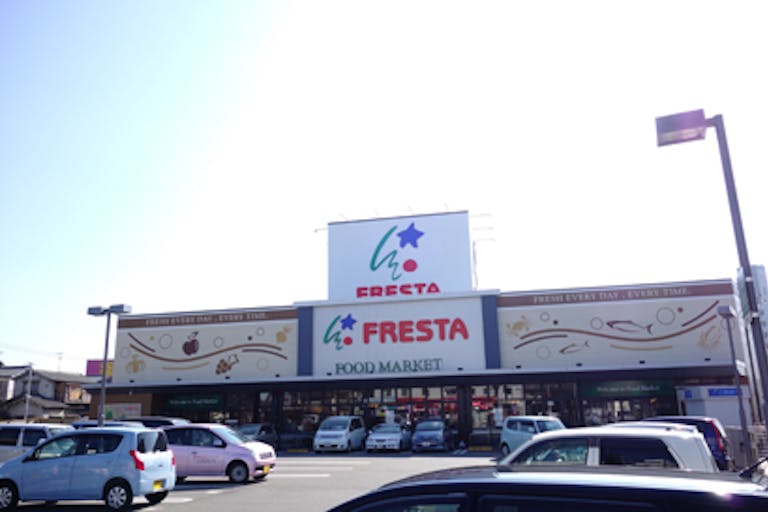 FRESTA
FRESH EVERY DAY . EVERY TIME.
FRESH EVERY DAY . EVERY TIME.
FRESTA
FOOD MARKET